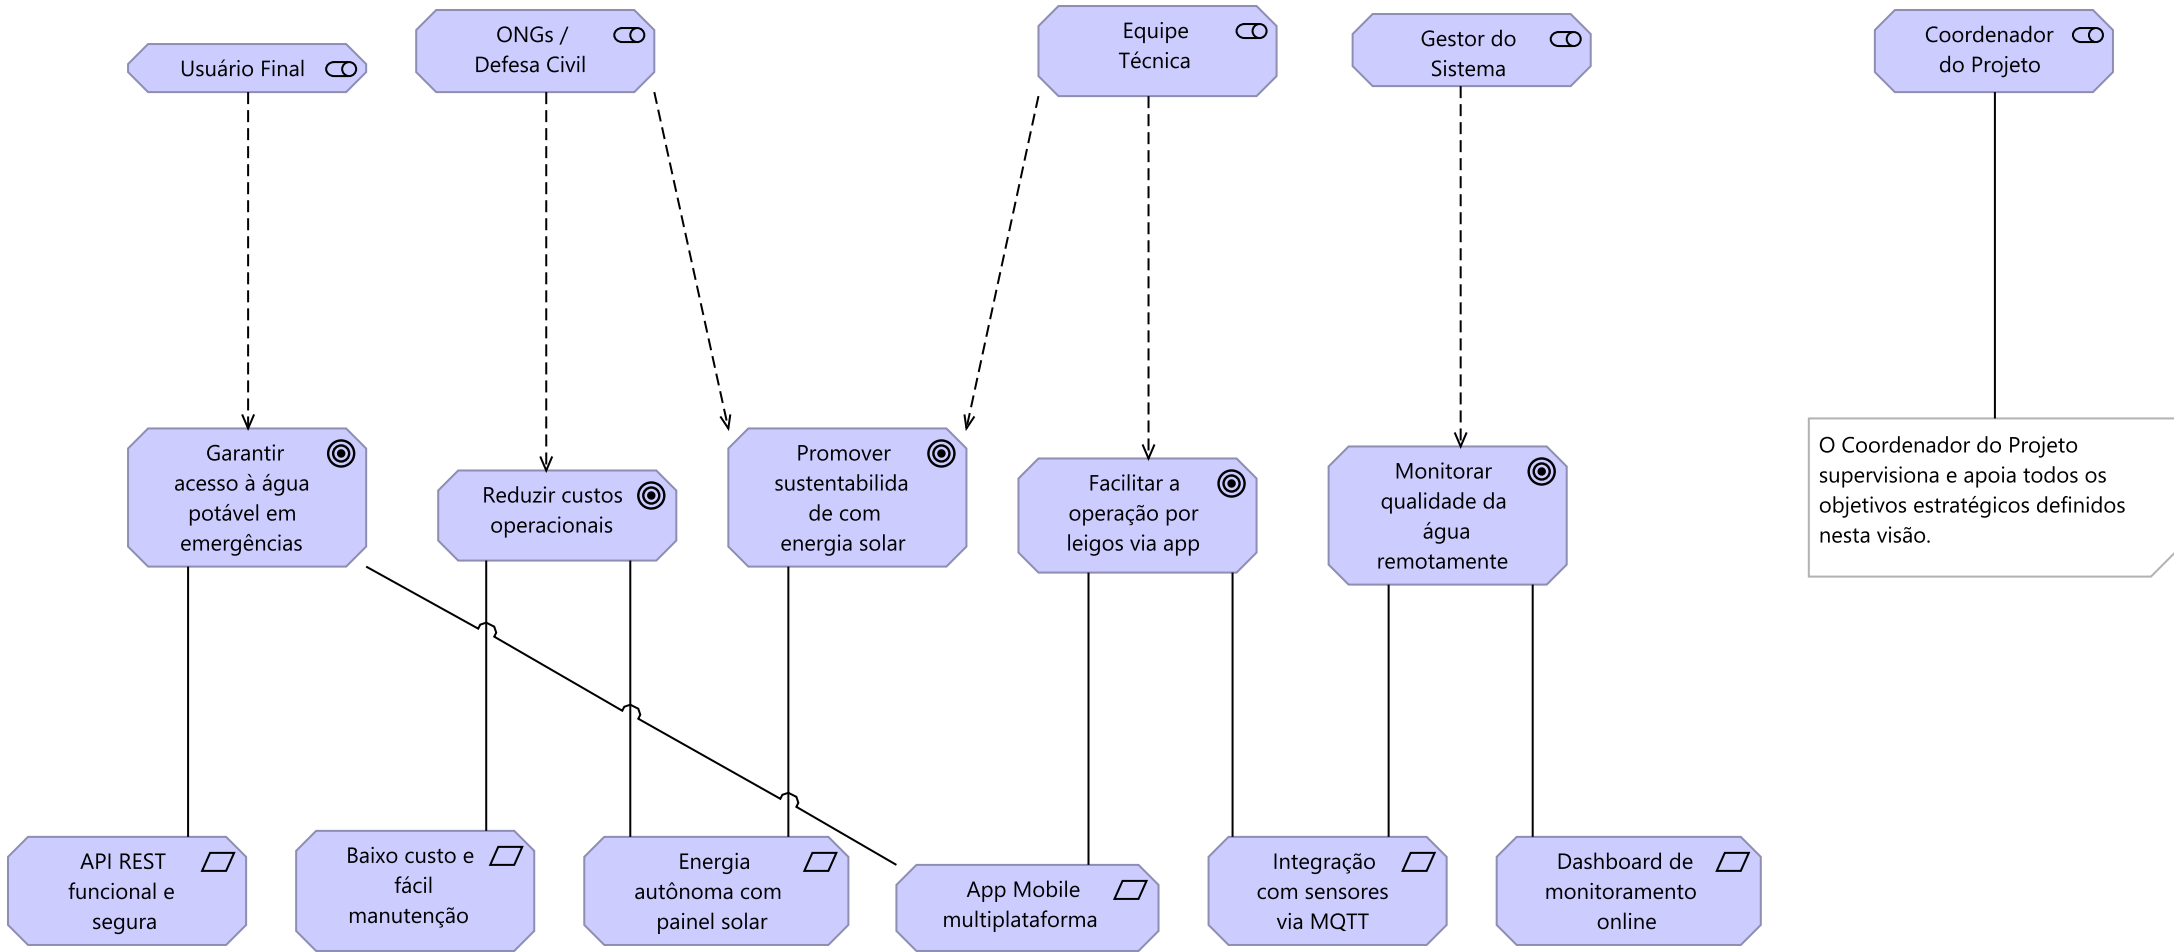 Usuário Final
ONGs /
Defesa Civil
Equipe
Técnica
Gestor do
Sistema
Coordenador
do Projeto
Garantir
acesso à água
potável em
emergências
Reduzir custos
operacionais
Promover
sustentabilida
de com
energia solar
Facilitar a
operação por
leigos via app
Monitorar
qualidade da
água
remotamente
O Coordenador do Projeto
supervisiona e apoia todos os
objetivos estratégicos definidos
nesta visão.
API REST
funcional e
segura
Baixo custo e
fácil
manutenção
Energia
autônoma com
painel solar
App Mobile
multiplataforma
Integração
com sensores
via MQTT
Dashboard de
monitoramento
online